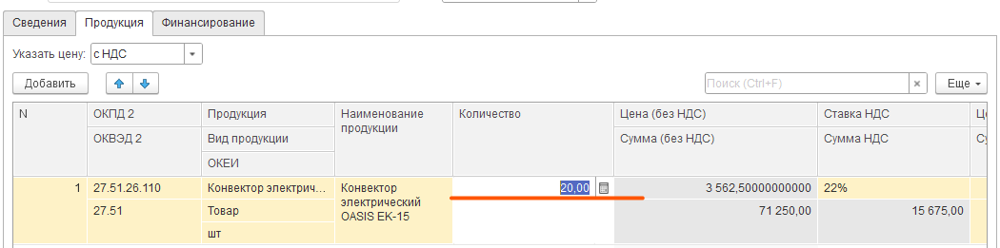 Сведения Продукция Финансирование
Указать цену: с НДС
Добавить Поиск (Ctrl+F) × Еще
N ОКПД 2 Продукция Наименование продукции Количество Цена (без НДС) Ставка НДС
ОКВЭД 2 Вид продукции Сумма (без НДС) Сумма НДС
ОКЕИ
1 27.51.26.110 Конвектор электрич... Конвектор 20,00 3 562,50000000000 22%
электрический
27.51 Товар OASIS EK-15 71 250,00 15 675,00
шт